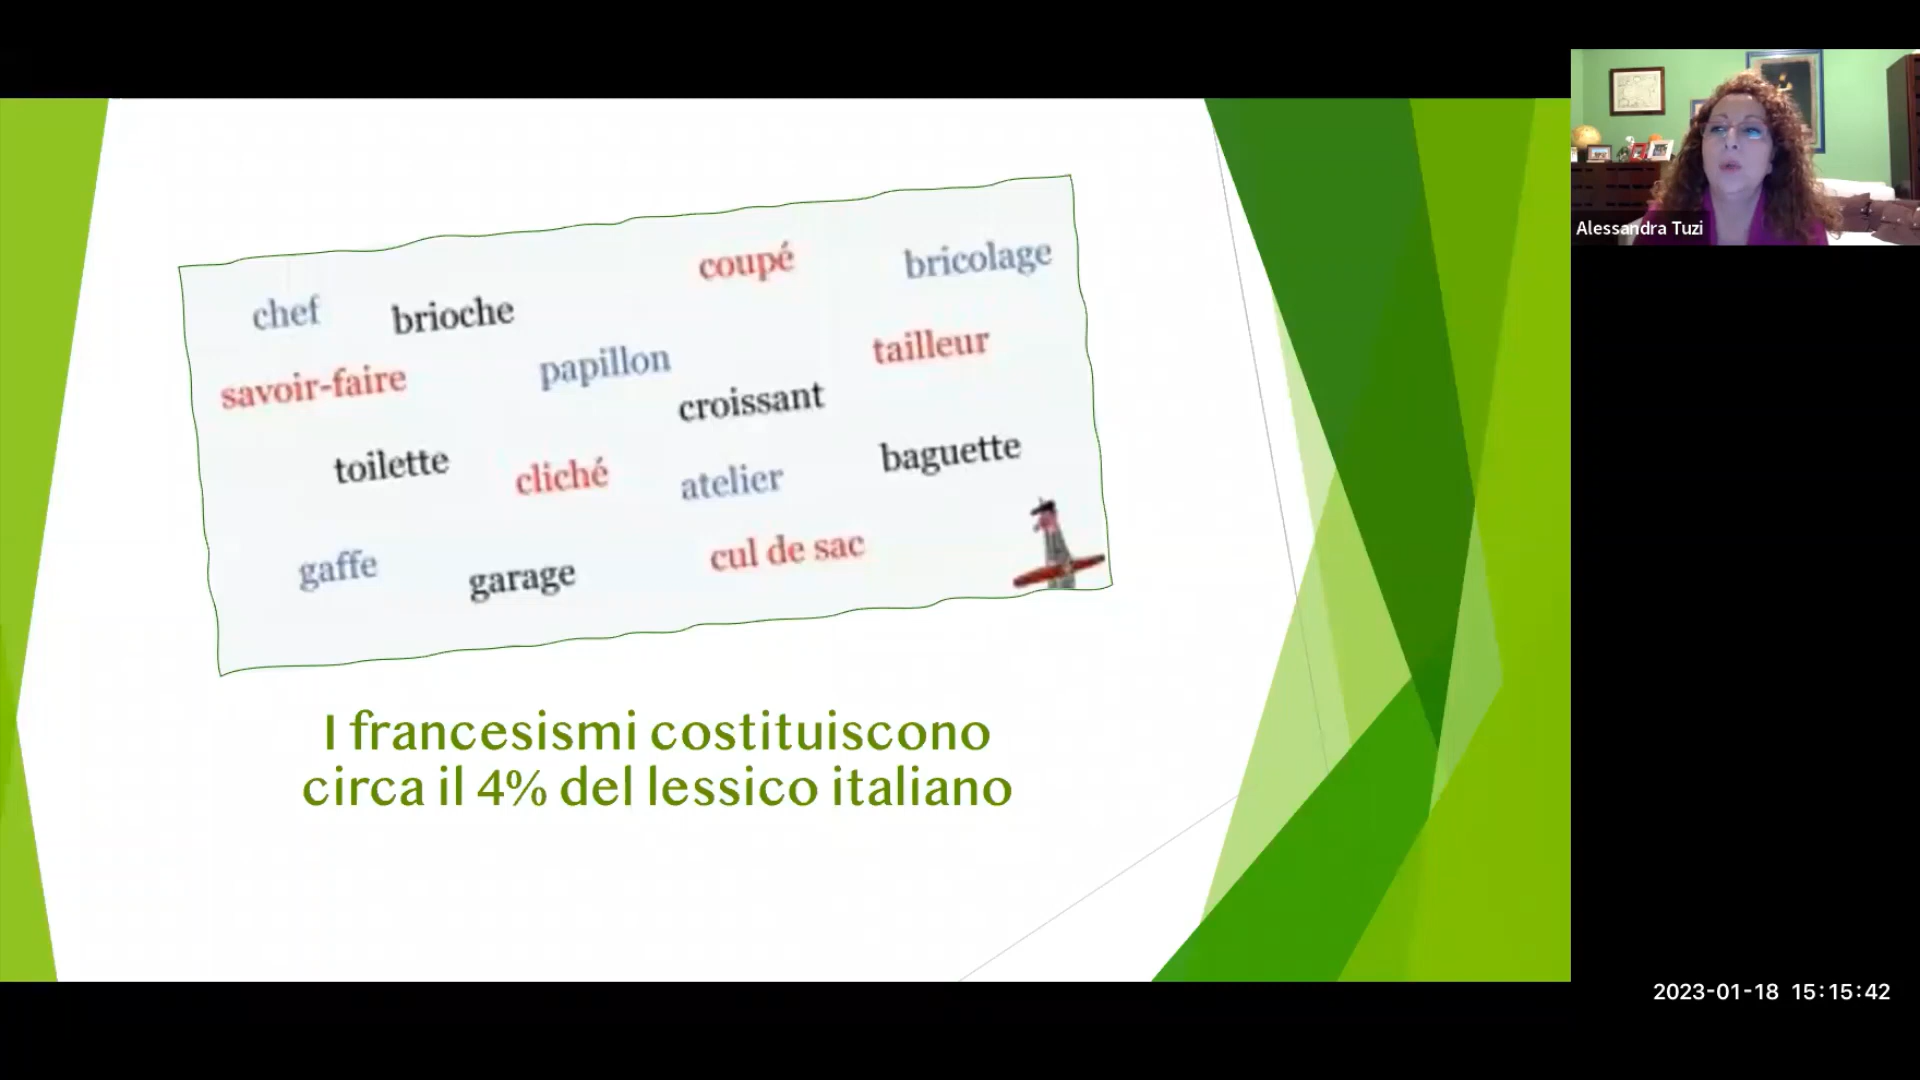 coupé
bricolage
chef
brioche
tailleur
papillon
savoir-faire
croissant
toilette
cliché
atelier
baguette
gaffe
garage
cul de sac
I francesismi costituiscono
circa il 4% del lessico italiano
Alessandra Tuzi
2023-01-18 15:15:42